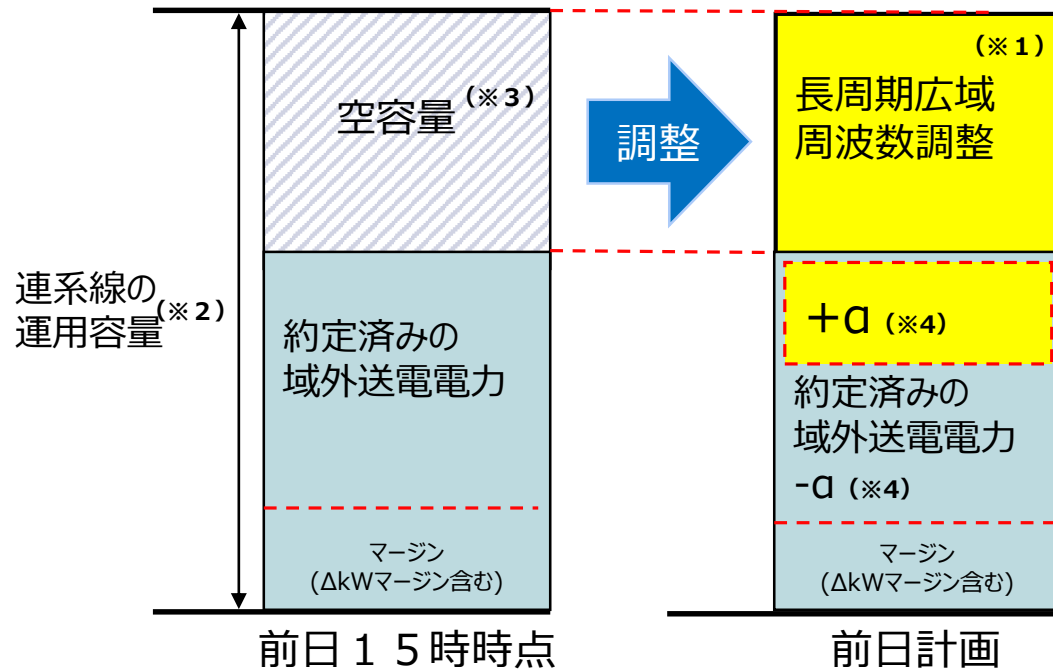 空容量(※3)
調整
(※1)
長周期広域
周波数調整
連系線の
運用容量(※2)
約定済みの
域外送電電力
+α (※4)
約定済みの
域外送電電力
-α (※4)
マージン
(ΔkWマージン含む)
マージン
(ΔkWマージン含む)
前日15時時点
前日計画